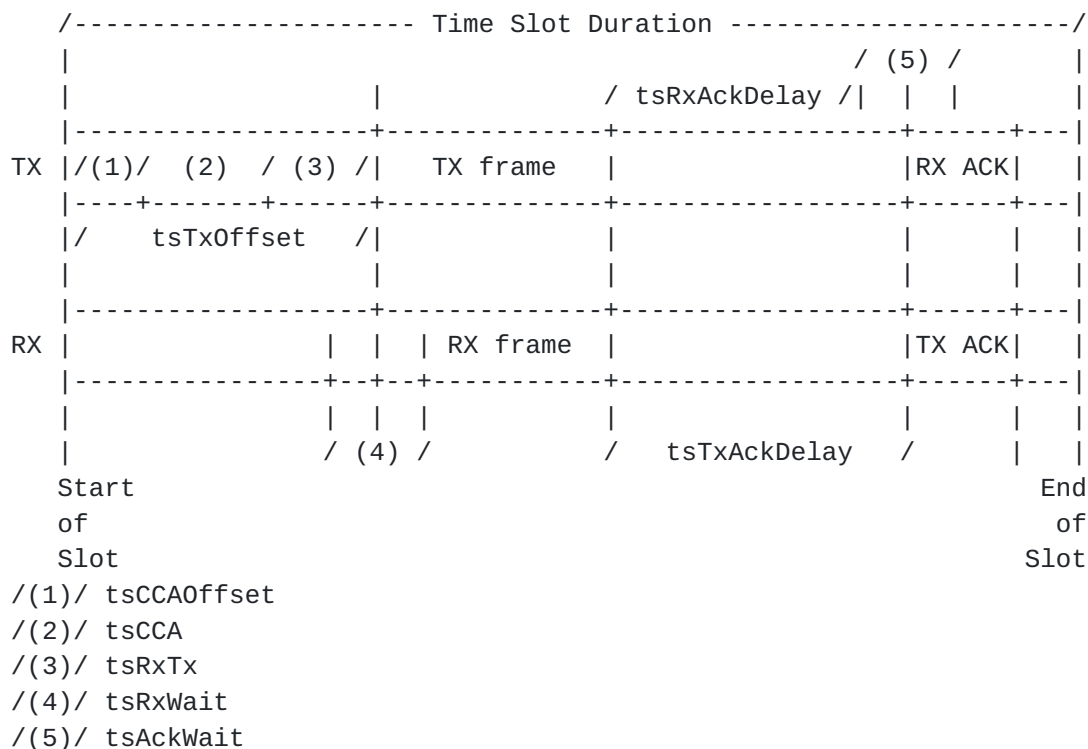 /---------------------- Time Slot Duration ----------------------/
|                                                  / (5) /       |
|                   |              / tsRxAckDelay /|  |  |       |
|-------------------+--------------+------------------+------+---|
TX |/(1)/  (2)  / (3) /|   TX frame   |                  |RX ACK|   |
|----+-------+------+--------------+------------------+------+---|
|/    tsTxOffset   /|              |                  |      |   |
|                   |              |                  |      |   |
|-------------------+--------------+------------------+------+---|
RX |                |  |  | RX frame  |                  |TX ACK|   |
|----------------+--+--+-----------+------------------+------+---|
|                |  |  |           |                  |      |   |
|                / (4) /           /   tsTxAckDelay   /      |   |
Start                                                          End
of                                                              of
Slot                                                          Slot
/(1)/ tsCCAOffset
/(2)/ tsCCA
/(3)/ tsRxTx
/(4)/ tsRxWait
/(5)/ tsAckWait